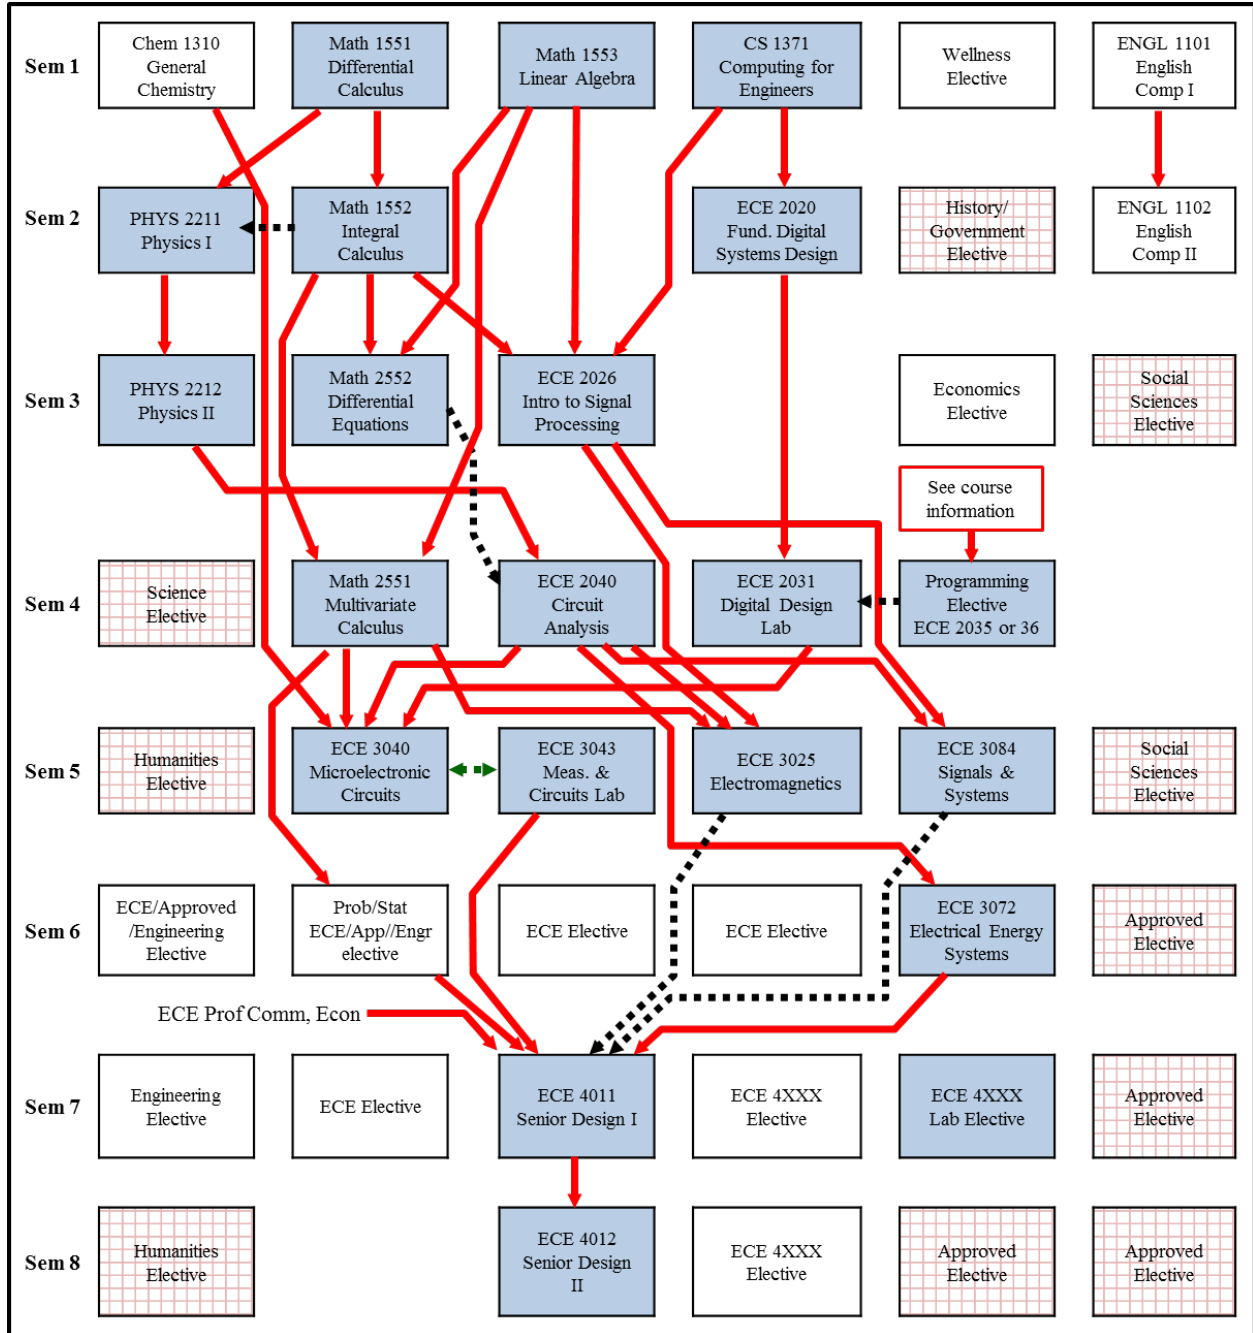 Sem 1
Chem 1310
General
Chemistry
Math 1551
Differential
Calculus
Math 1553
Linear Algebra
CS 1371
Computing for
Engineers
Wellness
Elective
ENGL 1101
English
Comp I
Sem 2
PHYS 2211
Physics I
Math 1552
Integral
Calculus
ECE 2020
Fund. Digital
Systems Design
History/
Government
Elective
ENGL 1102
English
Comp II
Sem 3
PHYS 2212
Physics II
Math 2552
Differential
Equations
ECE 2026
Intro to Signal
Processing
Economics
Elective
Social
Sciences
Elective
See course
information
Sem 4
Science
Elective
Math 2551
Multivariate
Calculus
ECE 2040
Circuit
Analysis
ECE 2031
Digital Design
Lab
Programming
Elective
ECE 2035 or 36
Sem 5
Humanities
Elective
ECE 3040
Microelectronic
Circuits
ECE 3043
Meas. &
Circuits Lab
ECE 3025
Electromagnetics
ECE 3084
Signals &
Systems
Social
Sciences
Elective
Sem 6
ECE/Approved
/Engineering
Elective
Prob/Stat
ECE/App//Engr
elective
ECE Elective
ECE Elective
ECE 3072
Electrical Energy
Systems
Approved
Elective
ECE Prof Comm, Econ
Sem 7
Engineering
Elective
ECE Elective
ECE 4011
Senior Design I
ECE 4XXX
Elective
ECE 4XXX
Lab Elective
Approved
Elective
Sem 8
Humanities
Elective
ECE 4012
Senior Design
II
ECE 4XXX
Elective
Approved
Elective
Approved
Elective